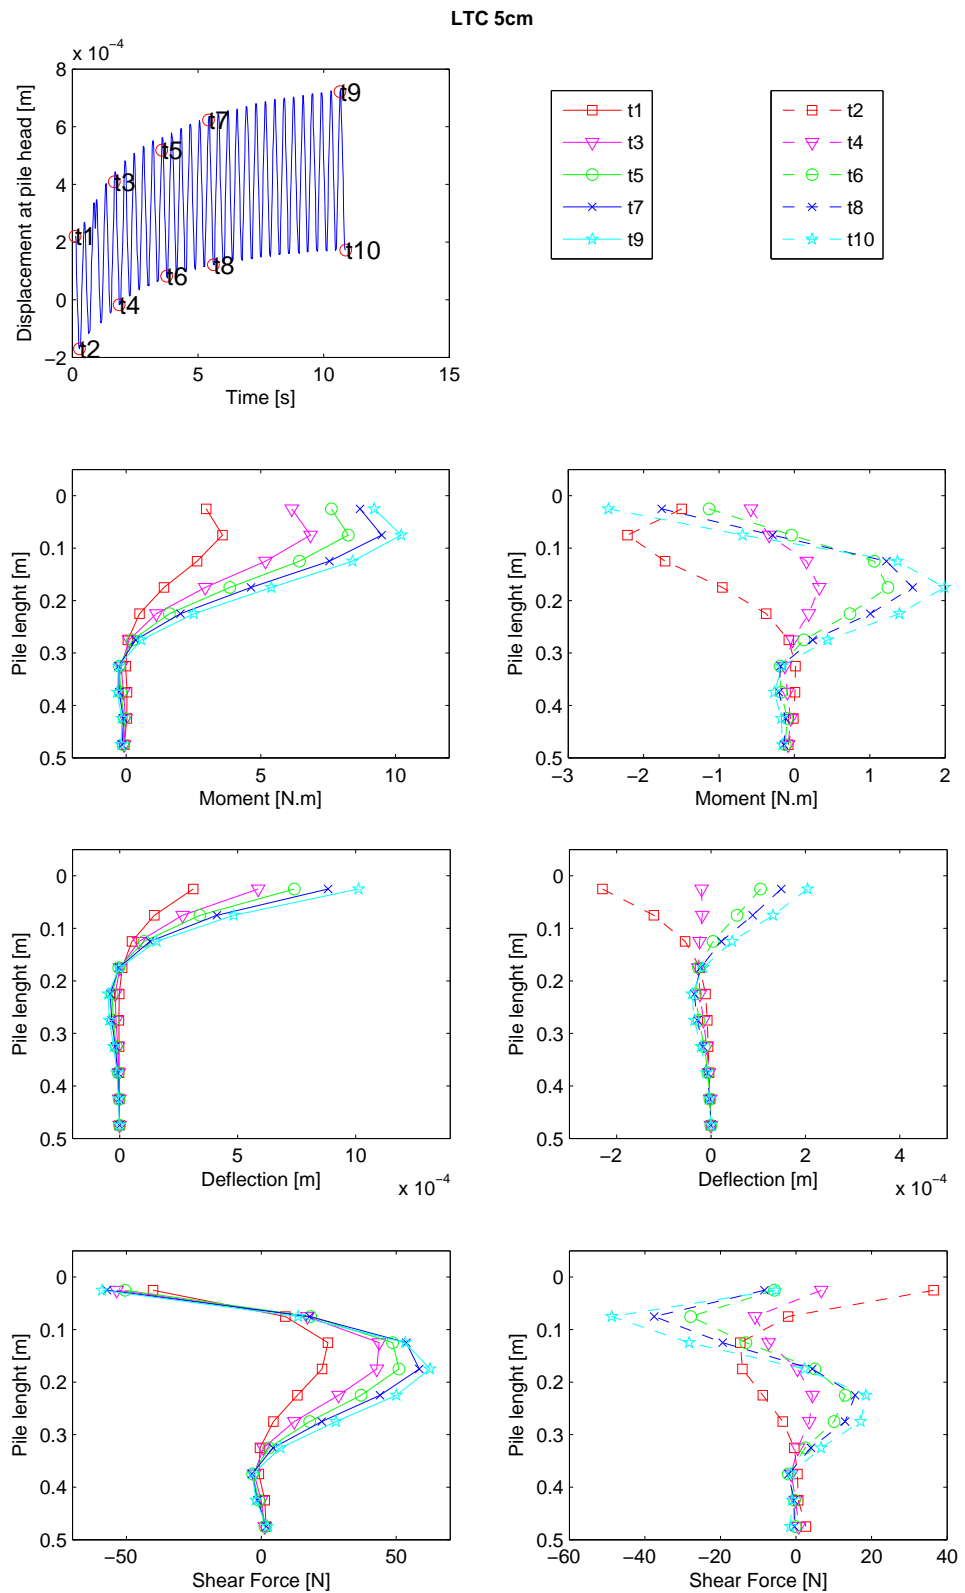 LTC 5cm
x 10−4
8
6
4
2
0
−2
0
5
10
15
Displacement at pile head [m]
Time [s]
t1
t2
t3
t4
t5
t6
t7
t8
t9
t10
t1
t3
t5
t7
t9
t2
t4
t6
t8
t10
0
0.1
0.2
0.3
0.4
0.5
0
5
10
Pile lenght [m]
Moment [N.m]
0
0.1
0.2
0.3
0.4
0.5
−3
−2
−1
0
1
2
Pile lenght [m]
Moment [N.m]
0
0.1
0.2
0.3
0.4
0.5
0
5
10
Pile lenght [m]
Deflection [m]
x 10−4
0
0.1
0.2
0.3
0.4
0.5
−2
0
2
4
Pile lenght [m]
Deflection [m]
x 10−4
0
0.1
0.2
0.3
0.4
0.5
−50
0
50
Pile lenght [m]
Shear Force [N]
0
0.1
0.2
0.3
0.4
0.5
−60
−40
−20
0
20
40
Pile lenght [m]
Shear Force [N]